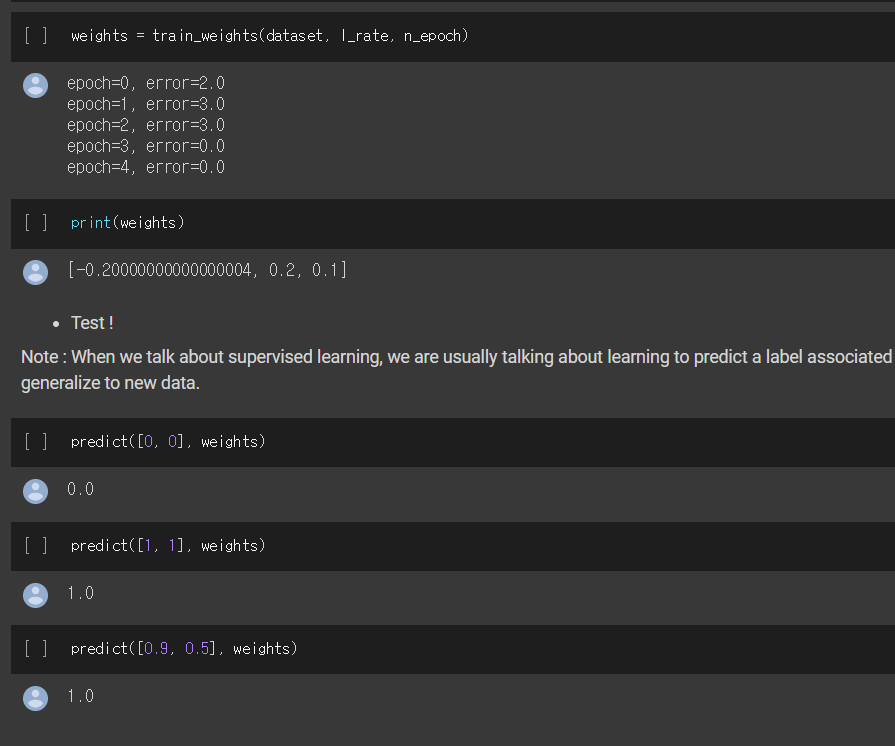 [ ] weights = train_weights(dataset, l_rate, n_epoch)
epoch=0, error=2.0
epoch=1, error=3.0
epoch=2, error=3.0
epoch=3, error=0.0
epoch=4, error=0.0
[ ] print(weights)
[-0.20000000000000004, 0.2, 0.1]
• Test !
Note : When we talk about supervised learning, we are usually talking about learning to predict a label associated
generalize to new data.
[ ] predict([0, 0], weights)
0.0
[ ] predict([1, 1], weights)
1.0
[ ] predict([0.9, 0.5], weights)
1.0